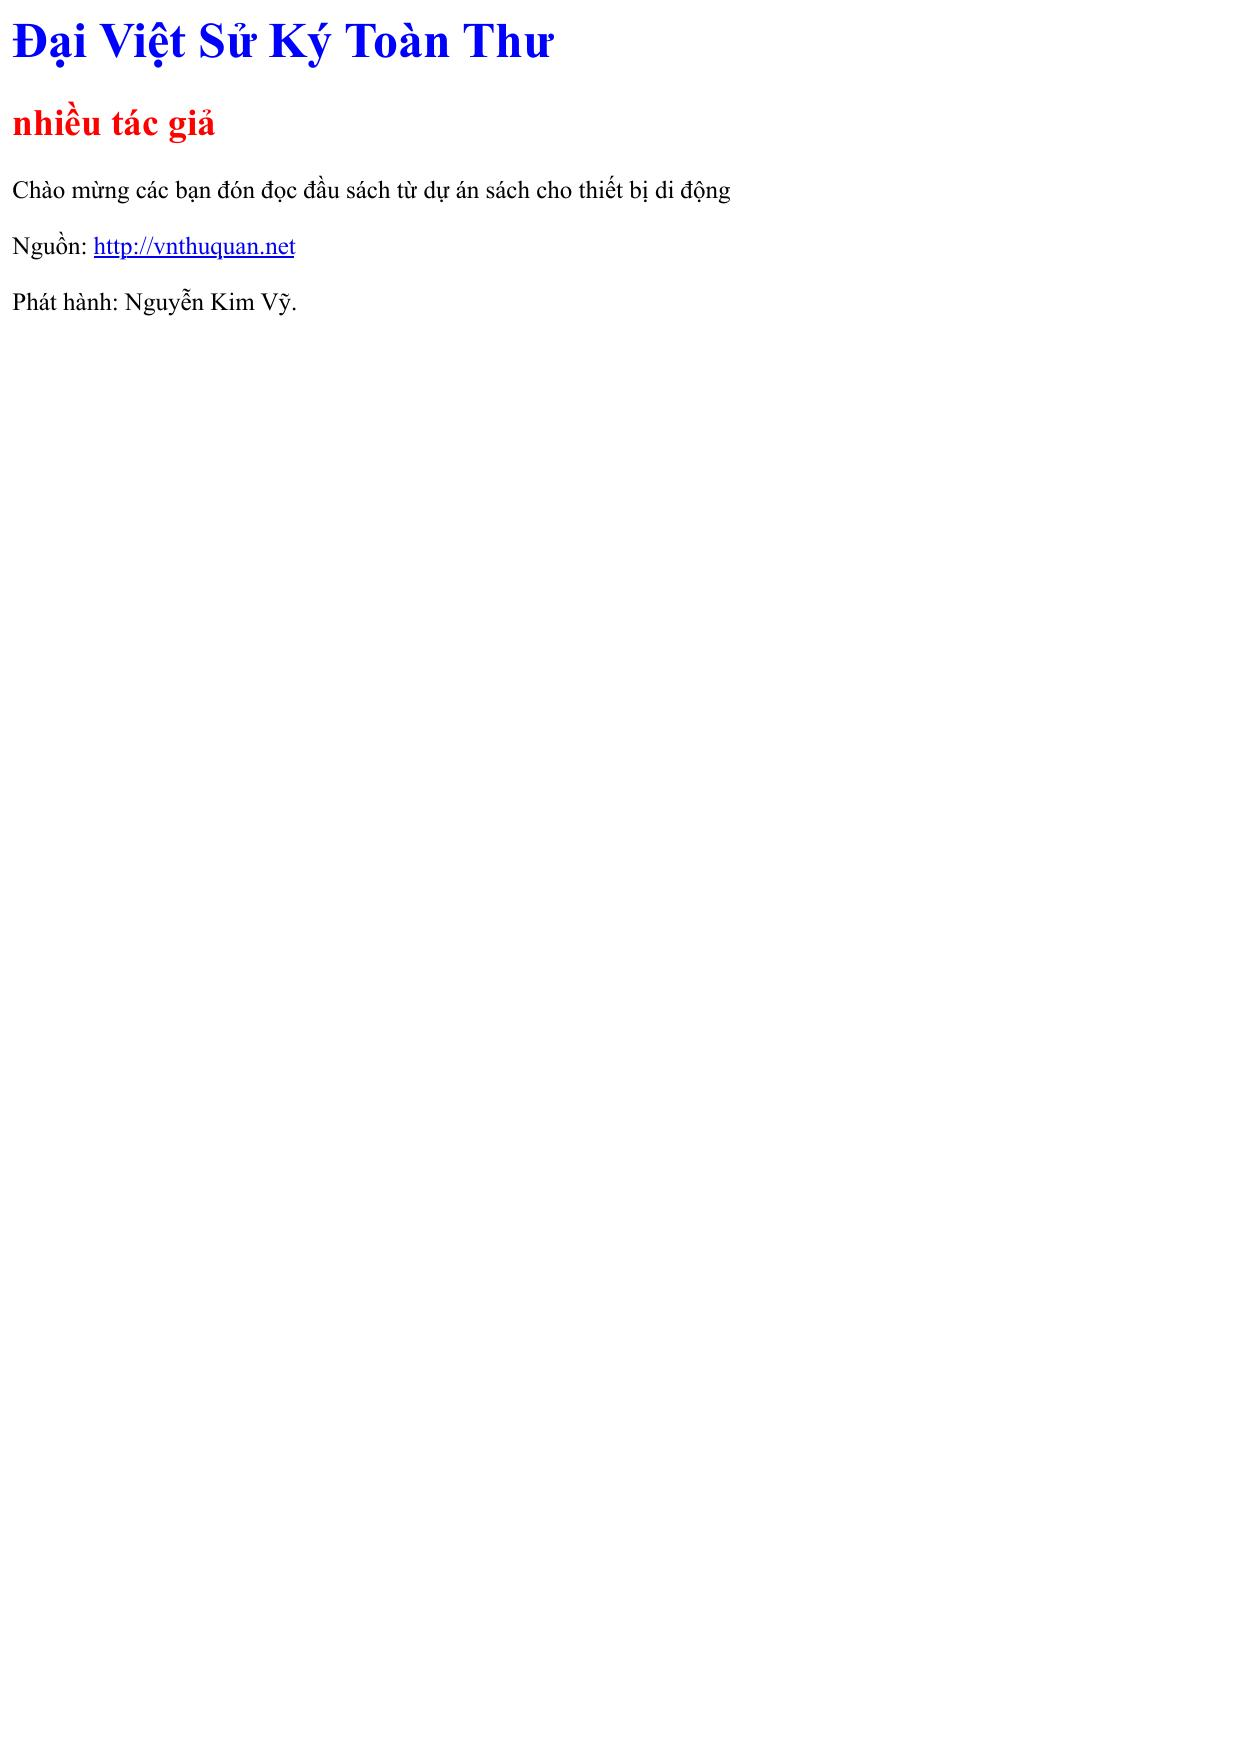 Đại Việt Sử Ký Toàn Thư
nhiều tác giả
Chào mừng các bạn đón đọc đầu sách từ dự án sách cho thiết bị di động
Nguồn: http://vnthuquan.net
Phát hành: Nguyễn Kim Vỹ.